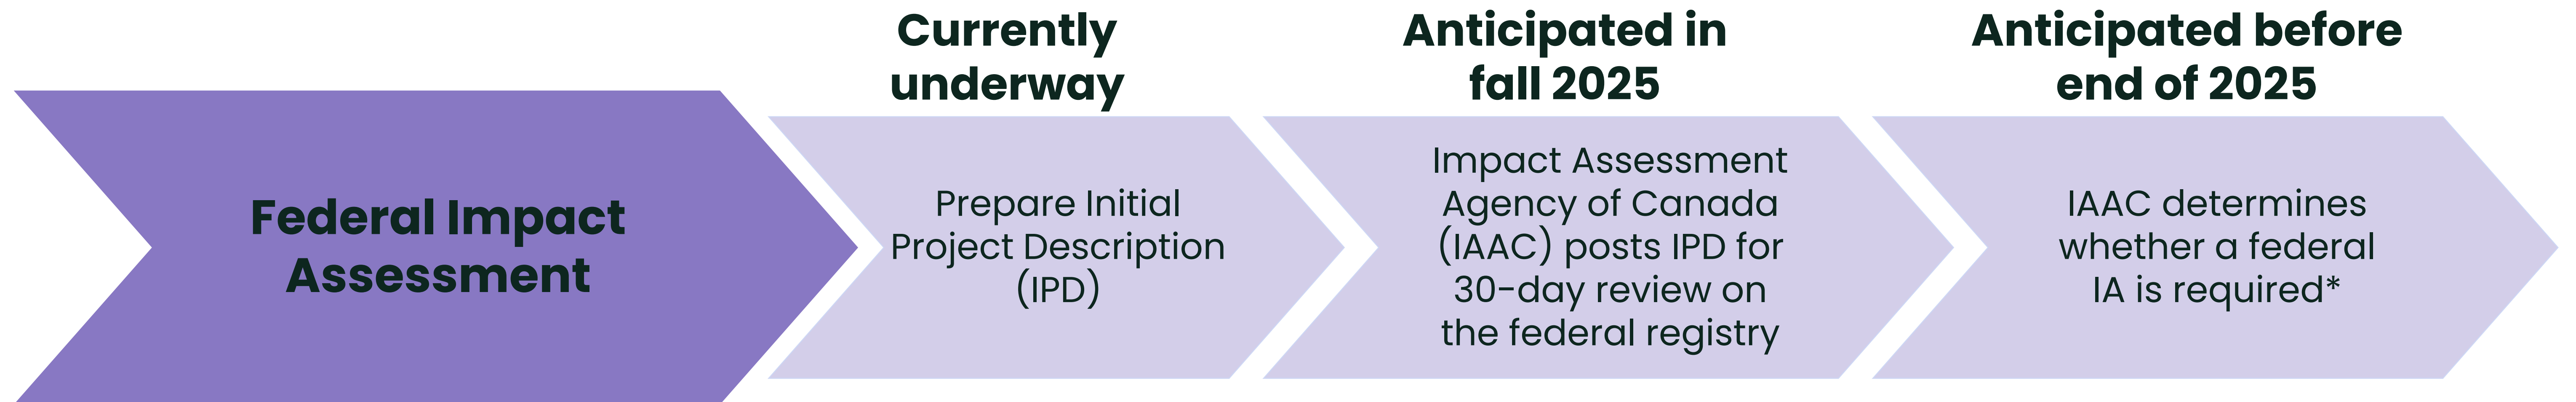 Currently
underway
Anticipated in
fall 2025
Anticipated before
end of 2025
Federal Impact
Assessment
Prepare Initial
Project Description
(IPD)
Impact Assessment
Agency of Canada
(IAAC) posts IPD for
30-day review on
the federal registry
IAAC determines
whether a federal
IA is required*